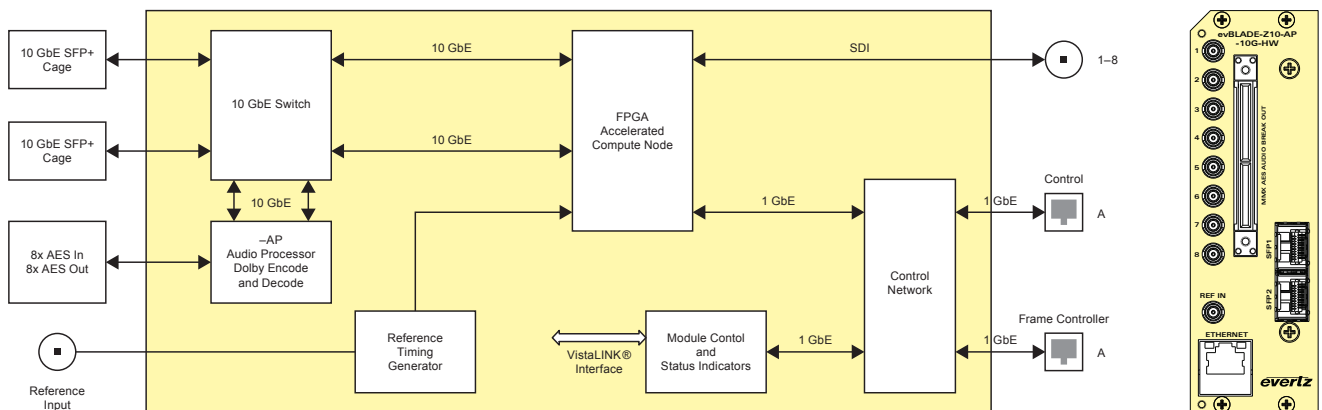 10 GbE SFP+
Cage
10 GbE SFP+
Cage
8x AES In
8x AES Out
Reference
Input
10 GbE Switch
10 GbE
10 GbE
10 GbE
–AP
Audio Processor
Dolby Encode
and Decode
Reference
Timing
Generator
FPGA
Accelerated
Compute Node
SDI
1–8
1 GbE
VistaLINK®
Interface
Module Contol
and
Status Indicators
1 GbE
Control
Network
1 GbE
1 GbE
Control
A
Frame Controller
A
evBLADE-Z10-AP
-10G-HW
1
2
3
4
5
6
7
8
MMX AES AUDIO BREAK OUT
SFP1
SFP2
REF IN
ETHERNET
evertz